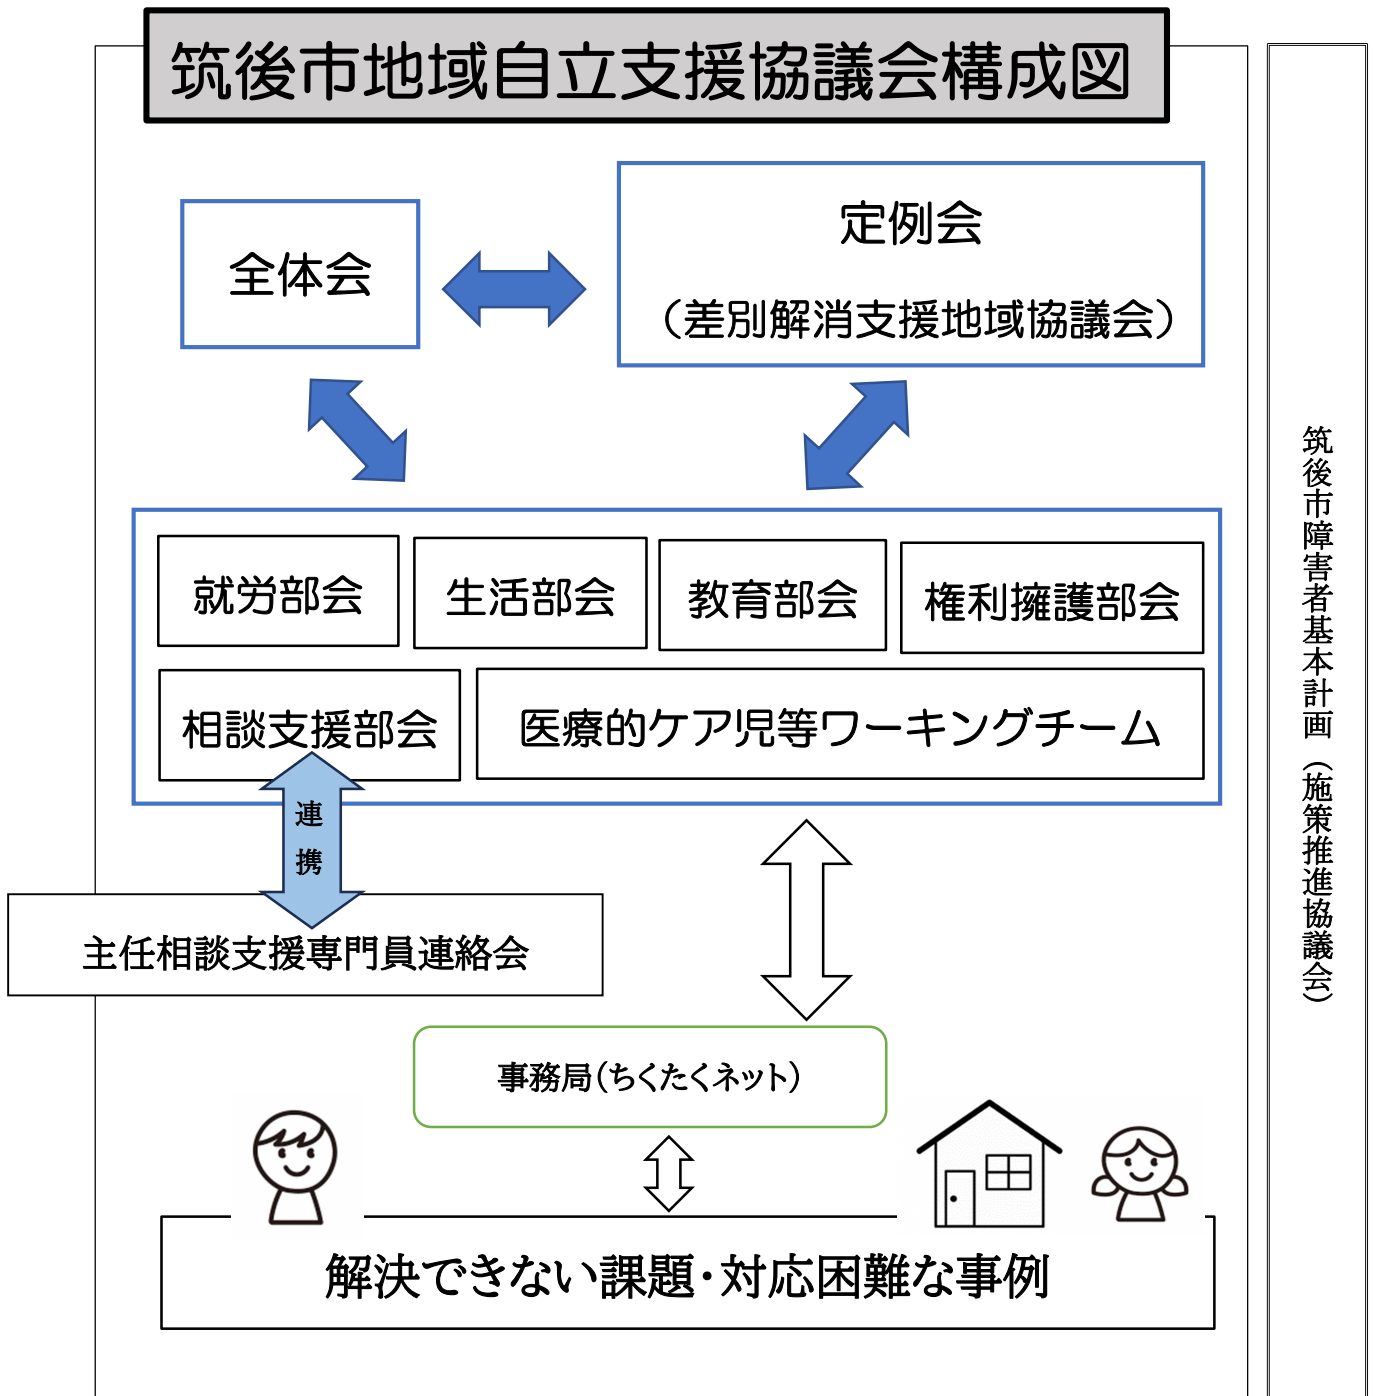 筑後市地域自立支援協議会構成図
全体会
定例会
（差別解消支援地域協議会）
就労部会
生活部会
教育部会
権利擁護部会
相談支援部会
医療的ケア児等ワーキングチーム
連携
主任相談支援専門員連絡会
事務局（ちくたくネット）
解決できない課題・対応困難な事例
筑後市障害者基本計画（施策推進協議会）